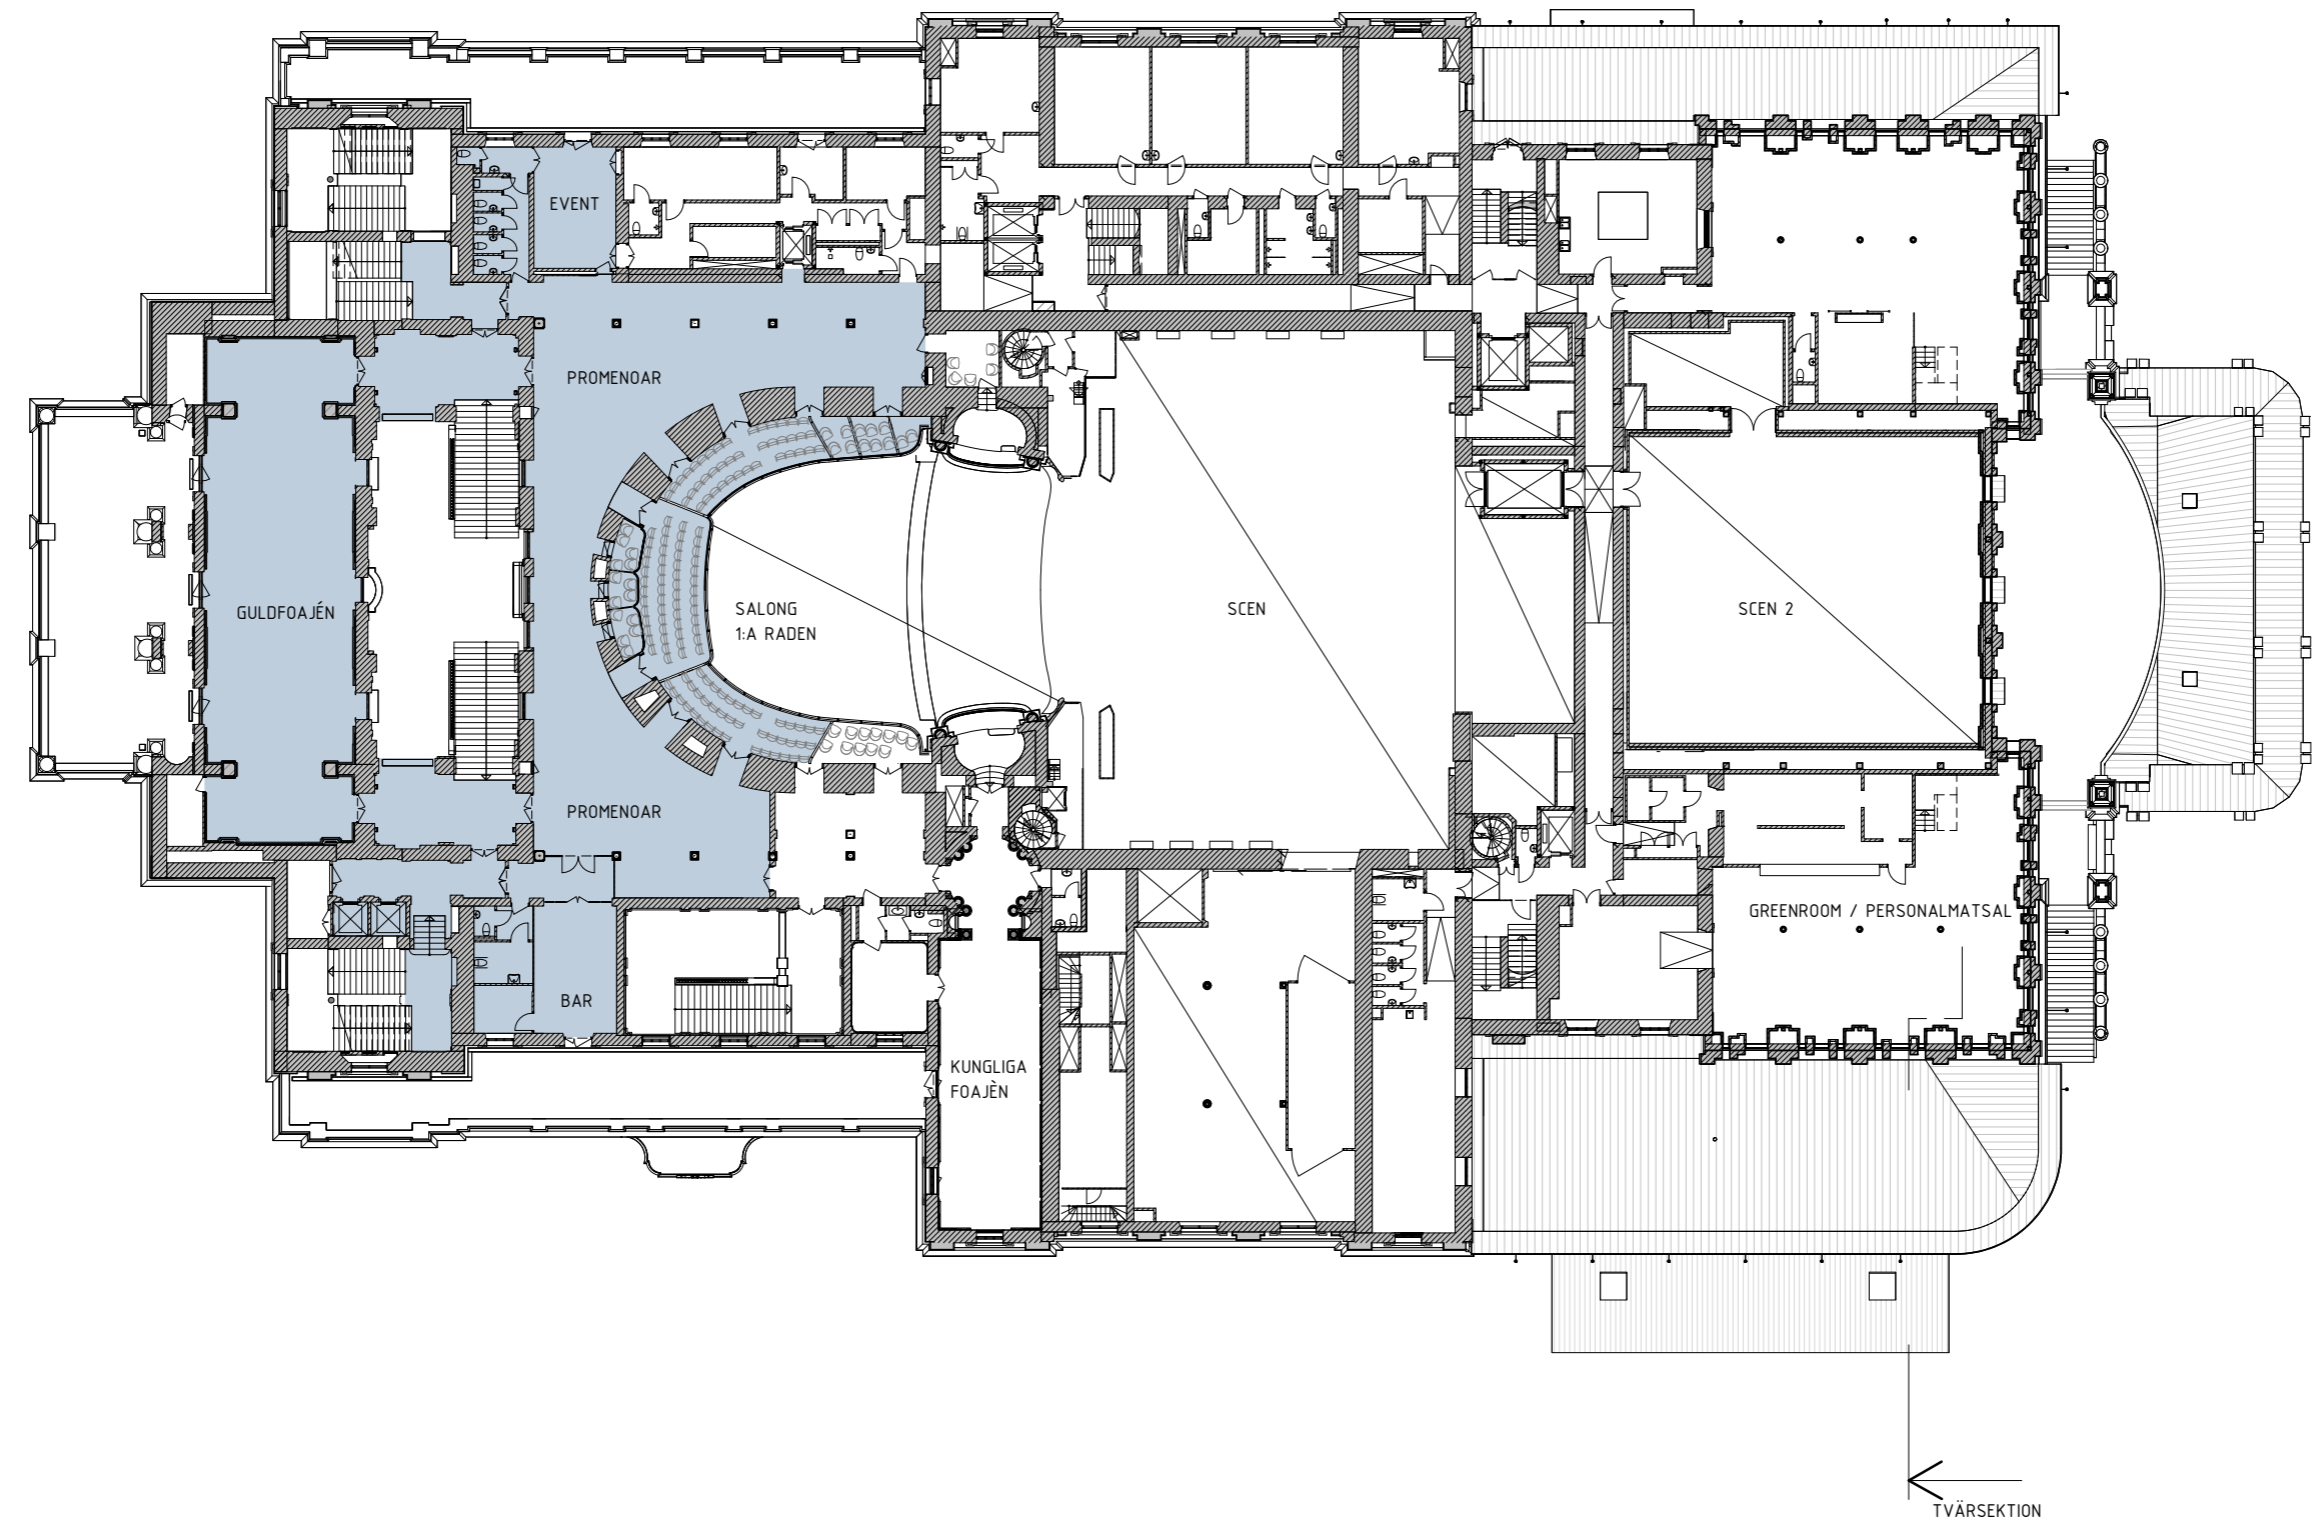 EVENT
PROMENOAR
GULDFOAJÉN
SALONG
1:A RADEN
SCEN
SCEN 2
PROMENOAR
GREENROOM / PERSONALMATSAL
BAR
KUNGLIGA
FOAJÈN
TVÄRSEKTION